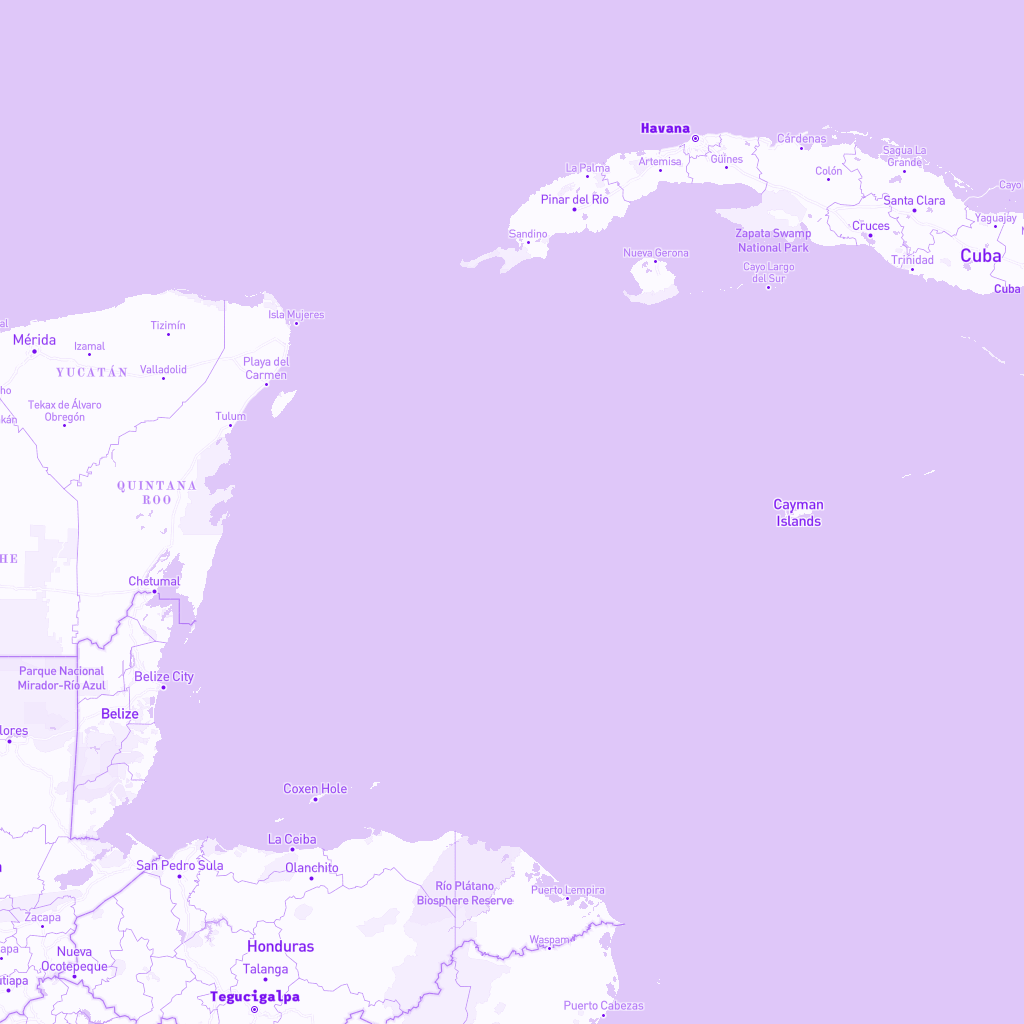 Havana
Cárdenas
Sagua La
Grande
La Palma
Artemisa
Güines
Colón
Cayo
Pinar del Rio
Santa Clara
Yaguajay
Cruces
Sandino
Zapata Swamp
National Park
Nueva Gerona
Cayo Largo
del Sur
Trinidad
Cuba
Cuba
Isla Mujeres
Tizimín
Mérida
Izamal
YUCATÁN
Valladolid
Playa del
Carmen
Tekax de Álvaro
Obregón
kán
Tulum
QUINTANA
ROO
Cayman
Islands
HE
Chetumal
Parque Nacional
Mirador-Río Azul
Belize City
Belize
lores
Coxen Hole
La Ceiba
San Pedro Sula
Olanchito
Río Plátano
Biosphere Reserve
Puerto Lempira
Zacapa
Waspam
apa
Nueva
Ocotepeque
Honduras
Talanga
utiapa
Tegucigalpa
Puerto Cabezas